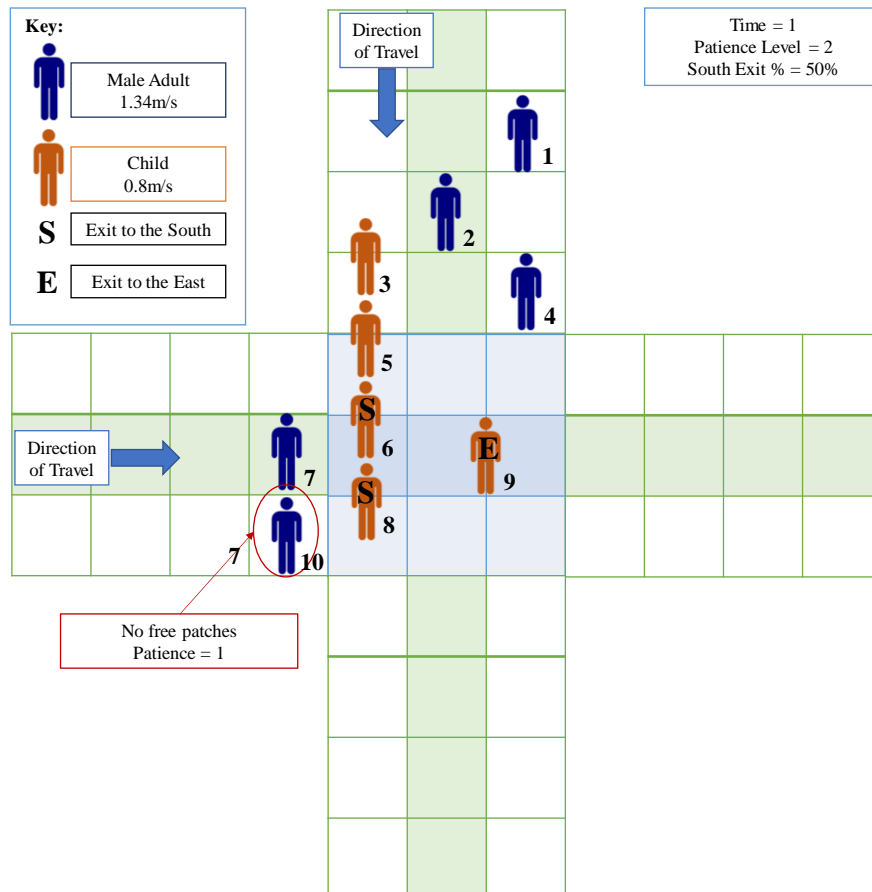 Key:
Male Adult
1.34m/s
Child
0.8m/s
S
Exit to the South
E
Exit to the East
Direction
of Travel
Time = 1
Patience Level = 2
South Exit % = 50%
1
2
3
4
5
S
6
E
9
Direction
of Travel
7
S
8
7
10
No free patches
Patience = 1